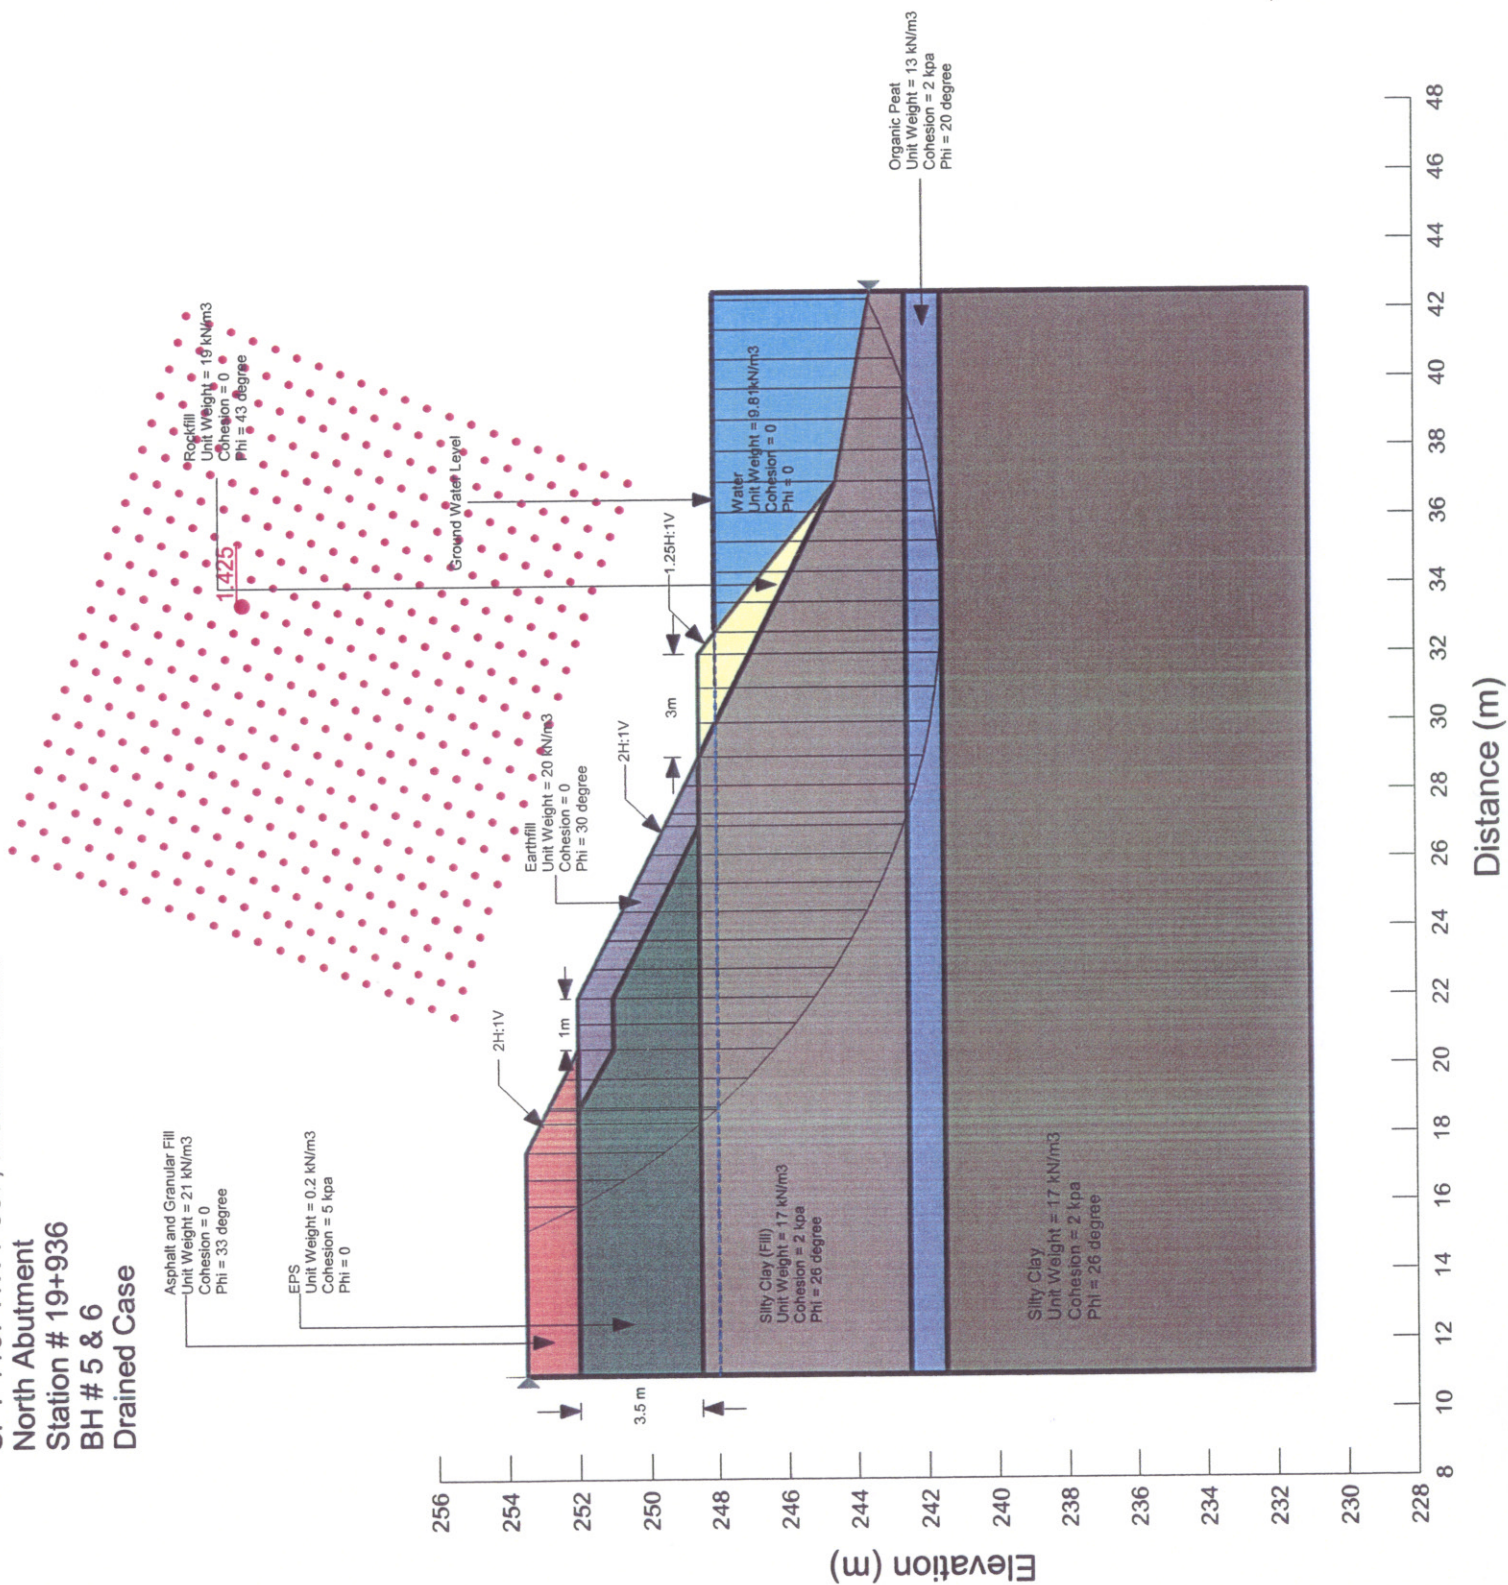 North Abutment
Station # 19+936
BH # 5 & 6
Drained Case
Asphalt and Granular Fill
Unit Weight = 21 kN/m3
Cohesion = 0
Phi = 33 degree
EPS
Unit Weight = 0.2 kN/m3
Cohesion = 5 kpa
Phi = 0
2H:1V
1m
Earthfill
Unit Weight = 20 kN/m3
Cohesion = 0
Phi = 30 degree
2H:1V
3m
1.25H:1V
Rockfill
Unit Weight = 19 kN/m3
Cohesion = 0
Phi = 43 degree
1.425
Ground Water Level
Water
Unit Weight = 9.81kN/m3
Cohesion = 0
Phi = 0
Organic Peat
Unit Weight = 13 kN/m3
Cohesion = 2 kpa
Phi = 20 degree
3.5 m
Silty Clay (Fill)
Unit Weight = 17 kN/m3
Cohesion = 2 kpa
Phi = 26 degree
Silty Clay
Unit Weight = 17 kN/m3
Cohesion = 2 kpa
Phi = 26 degree
Elevation (m)
256
254
252
250
248
246
244
242
240
238
236
234
232
230
228
8 10 12 14 16 18 20 22 24 26 28 30 32 34 36 38 40 42 44 46 48
Distance (m)